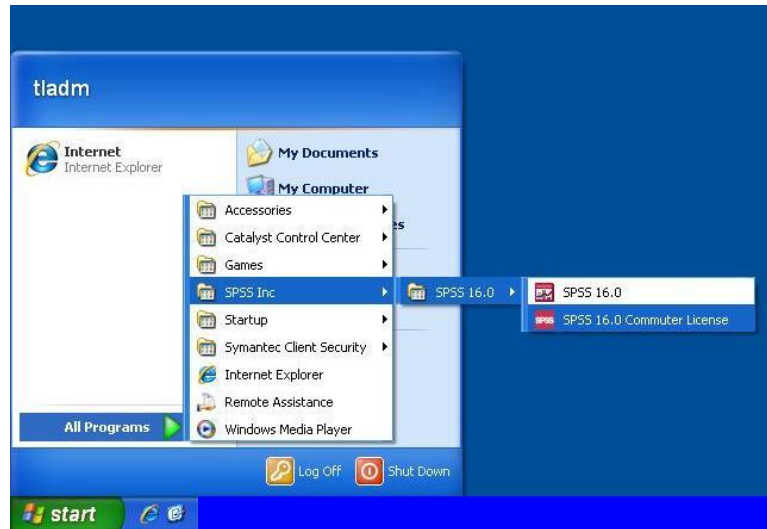 tladm
Internet
Internet Explorer
My Documents
My Computer
Accessories
Catalyst Control Center
Games
SPSS Inc
Startup
Symantec Client Security
Internet Explorer
Remote Assistance
Windows Media Player
SPSS 16.0
SPSS 16.0
SPSS 16.0 Commuter License
All Programs
Log Off
Shut Down
start